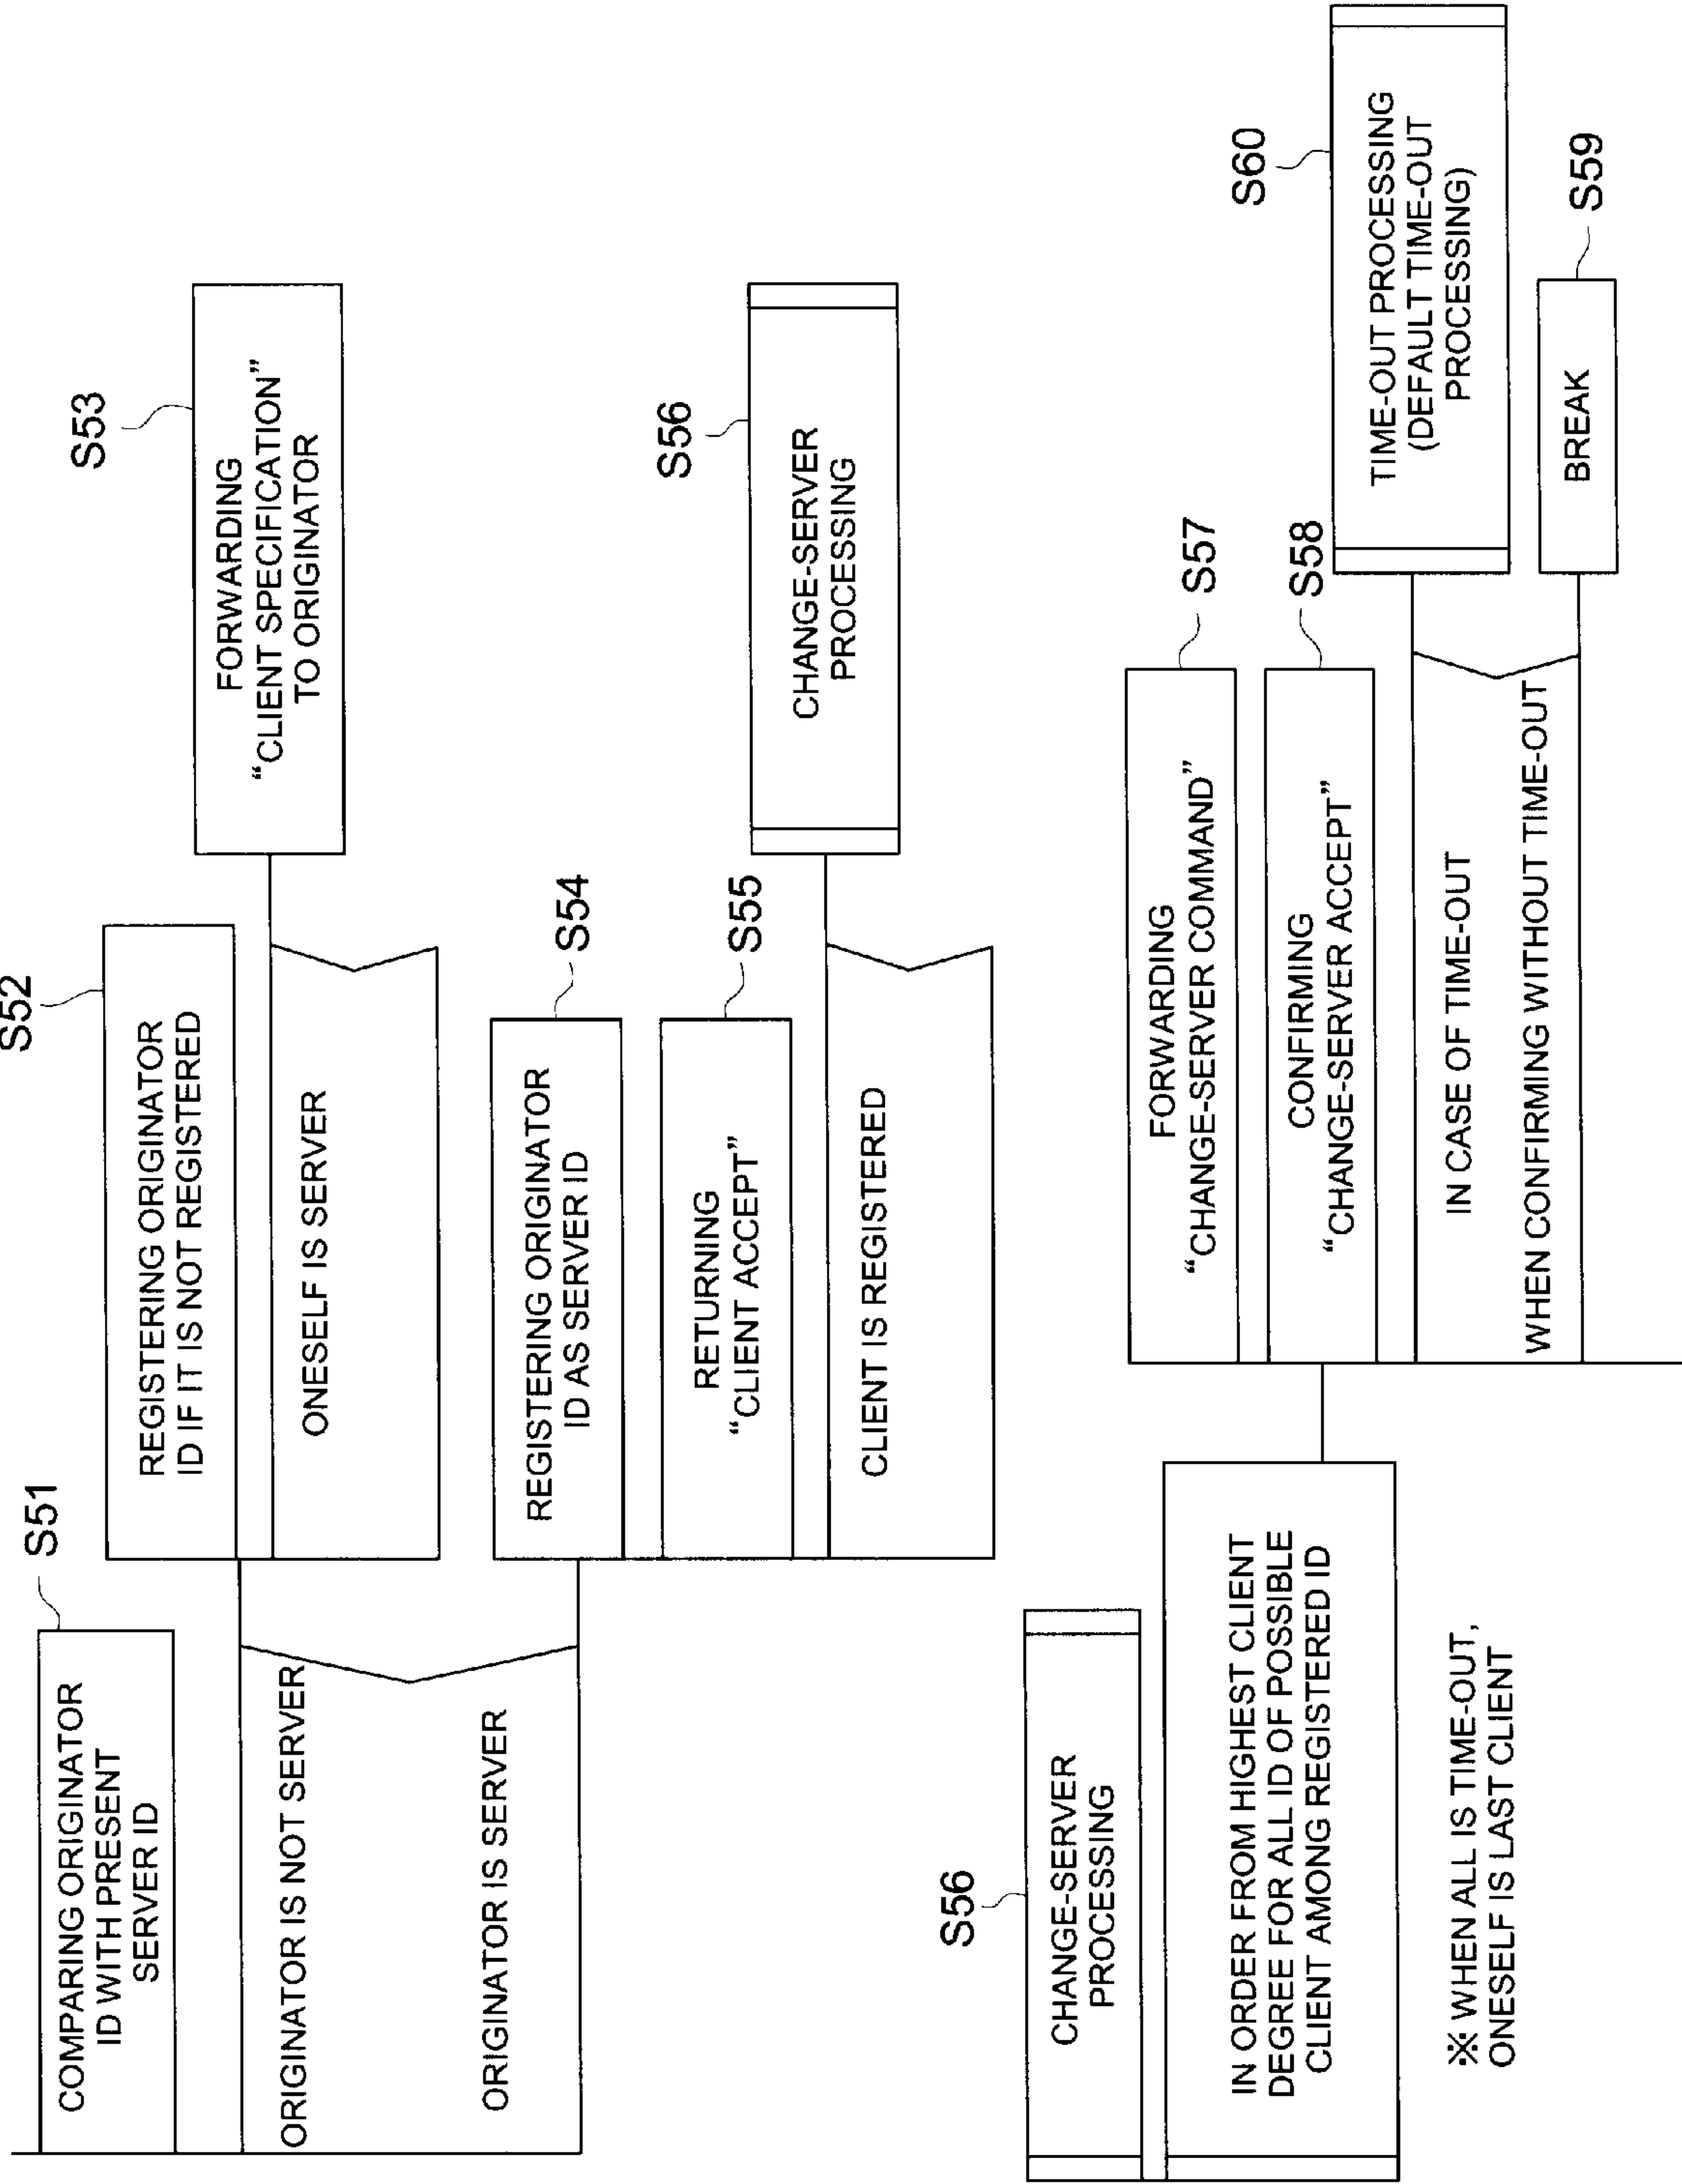 S51
COMPARING ORIGINATOR
ID WITH PRESENT
SERVER ID
ORIGINATOR IS NOT SERVER
S52
REGISTERING ORIGINATOR
ID IF IT IS NOT REGISTERED
ONESELF IS SERVER
S53
FORWARDING
“CLIENT SPECIFICATION”
TO ORIGINATOR
ORIGINATOR IS SERVER
S54
REGISTERING ORIGINATOR
ID AS SERVER ID
S55
RETURNING
“CLIENT ACCEPT”
CLIENT IS REGISTERED
S56
CHANGE-SERVER
PROCESSING
S56
CHANGE-SERVER
PROCESSING
IN ORDER FROM HIGHEST CLIENT
DEGREE FOR ALL ID OF POSSIBLE
CLIENT AMONG REGISTERED ID
※ WHEN ALL IS TIME-OUT,
ONESELF IS LAST CLIENT
S57
FORWARDING
“CHANGE-SERVER COMMAND”
S58
CONFIRMING
“CHANGE-SERVER ACCEPT”
IN CASE OF TIME-OUT
S60
TIME-OUT PROCESSING
(DEFAULT TIME-OUT
PROCESSING)
WHEN CONFIRMING WITHOUT TIME-OUT
S59
BREAK